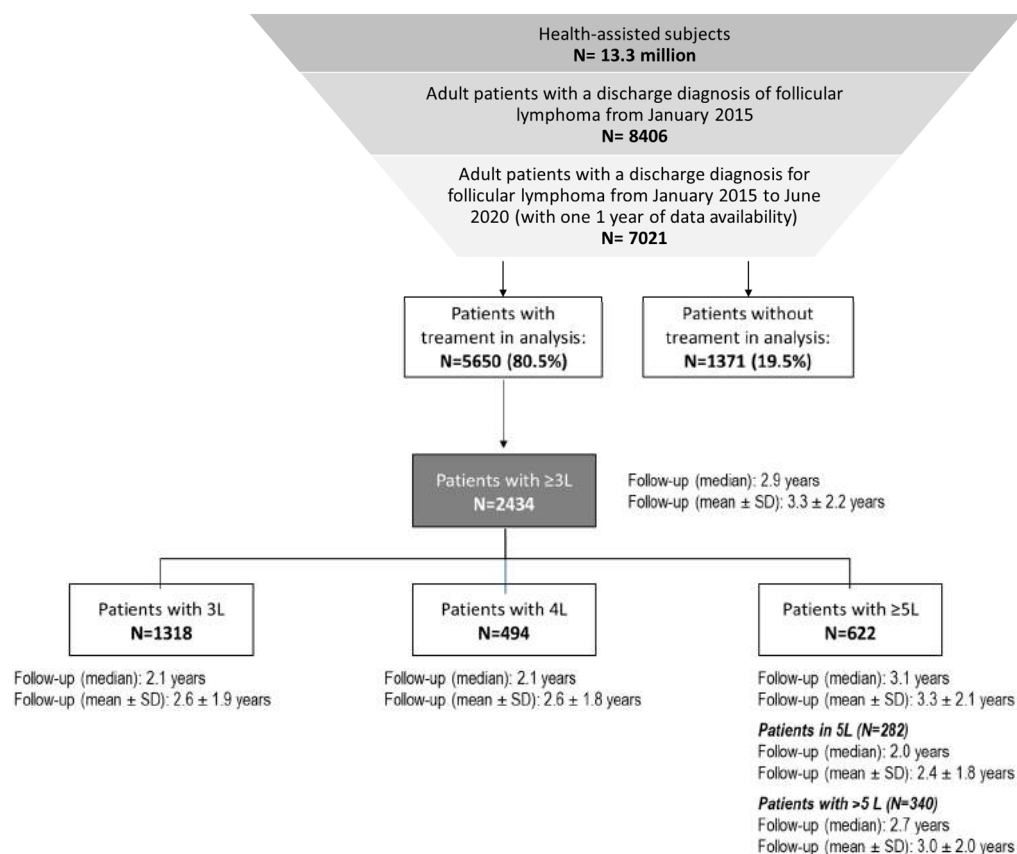 Health-assisted subjects
N= 13.3 million
Adult patients with a discharge diagnosis of follicular
lymphoma from January 2015
N= 8406
Adult patients with a discharge diagnosis for
follicular lymphoma from January 2015 to June
2020 (with one 1 year of data availability)
N= 7021
Patients with
treament in analysis:
N=5650 (80.5%)
Patients without
treament in analysis:
N=1371 (19.5%)
Patients with ≥3L
N=2434
Follow-up (median): 2.9 years
Follow-up (mean ± SD): 3.3 ± 2.2 years
Patients with 3L
N=1318
Follow-up (median): 2.1 years
Follow-up (mean ± SD): 2.6 ± 1.9 years
Patients with 4L
N=494
Follow-up (median): 2.1 years
Follow-up (mean ± SD): 2.6 ± 1.8 years
Patients with ≥5L
N=622
Follow-up (median): 3.1 years
Follow-up (mean ± SD): 3.3 ± 2.1 years
Patients in 5L (N=282)
Follow-up (median): 2.0 years
Follow-up (mean ± SD): 2.4 ± 1.8 years
Patients with >5 L (N=340)
Follow-up (median): 2.7 years
Follow-up (mean ± SD): 3.0 ± 2.0 years